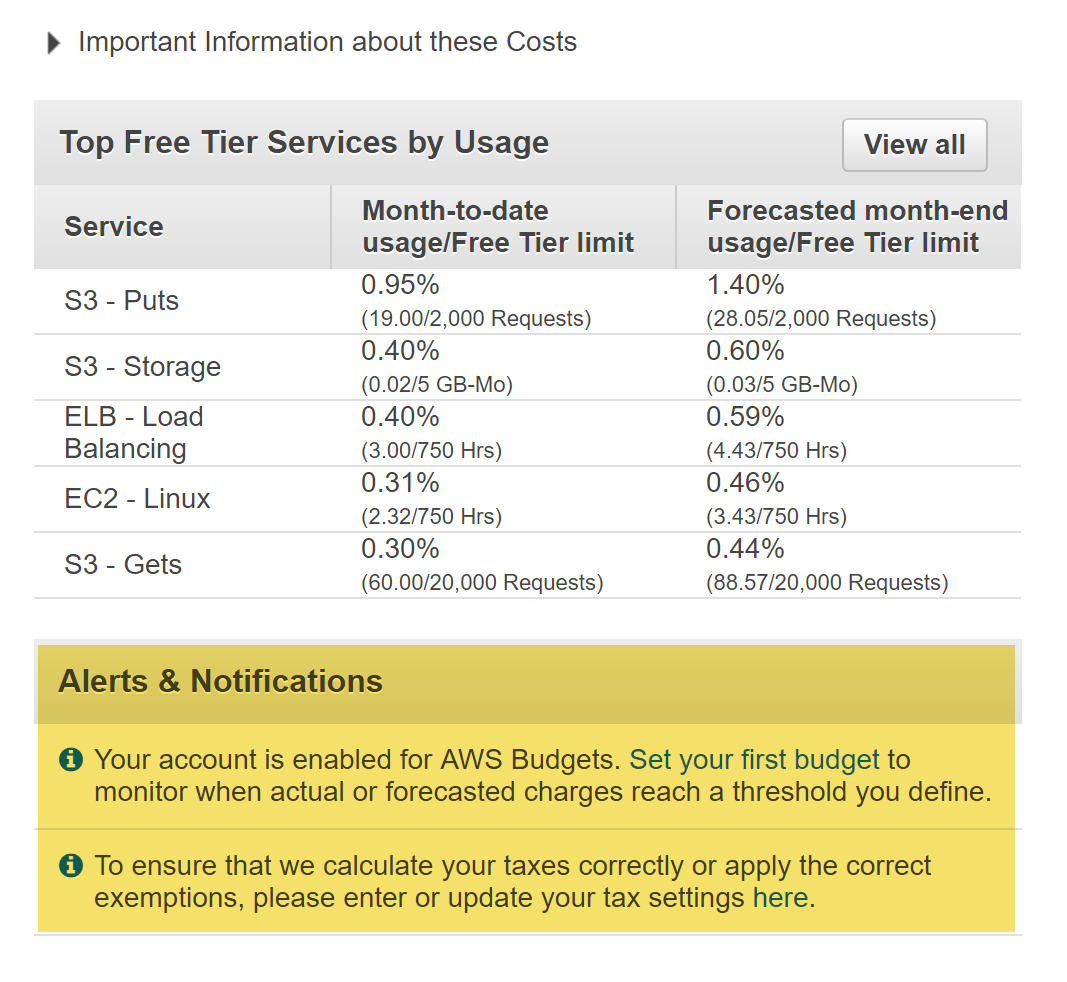 Important Information about these Costs
Top Free Tier Services by Usage
View all
Service
Month-to-date
usage/Free Tier limit
Forecasted month-end
usage/Free Tier limit
S3 - Puts
0.95%
(19.00/2,000 Requests)
1.40%
(28.05/2,000 Requests)
S3 - Storage
0.40%
(0.02/5 GB-Mo)
0.60%
(0.03/5 GB-Mo)
ELB - Load
Balancing
0.40%
(3.00/750 Hrs)
0.59%
(4.43/750 Hrs)
EC2 - Linux
0.31%
(2.32/750 Hrs)
0.46%
(3.43/750 Hrs)
S3 - Gets
0.30%
(60.00/20,000 Requests)
0.44%
(88.57/20,000 Requests)
Alerts & Notifications
Your account is enabled for AWS Budgets. Set your first budget to
monitor when actual or forecasted charges reach a threshold you define.
To ensure that we calculate your taxes correctly or apply the correct
exemptions, please enter or update your tax settings here.